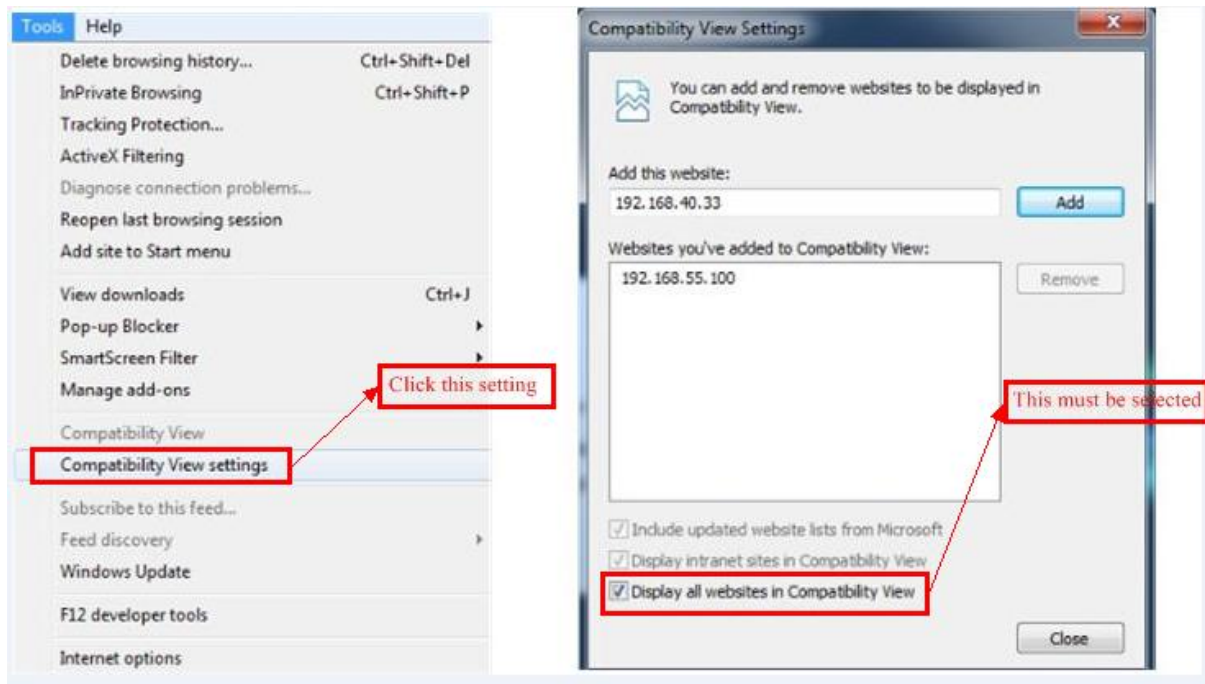 Tools Help
Delete browsing history... Ctrl+Shift+Del
InPrivate Browsing Ctrl+Shift+P
Tracking Protection...
ActiveX Filtering
Diagnose connection problems...
Reopen last browsing session
Add site to Start menu
View downloads Ctrl+J
Pop-up Blocker
SmartScreen Filter
Manage add-ons
Click this setting
Compatibility View
Compatibility View settings
Subscribe to this feed...
Feed discovery
Windows Update
F12 developer tools
Internet options
Compatibility View Settings
You can add and remove websites to be displayed in
Compatibility View.
Add this website:
192.168.40.33 Add
Websites you've added to Compatibility View:
192.168.55.100 Remove
This must be selected
Include updated website lists from Microsoft
Display intranet sites in Compatibility View
Display all websites in Compatibility View
Close